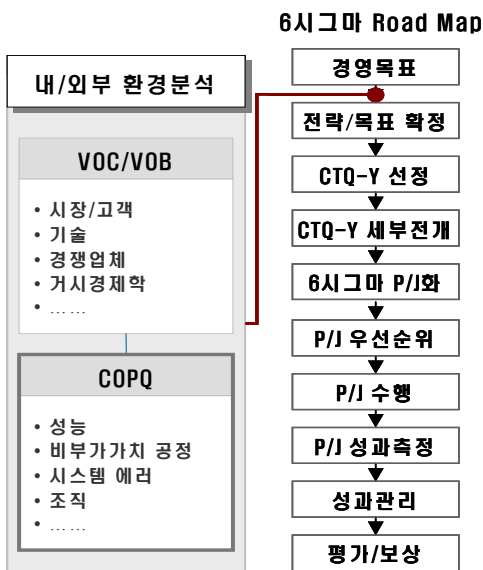 6시그마 Road Map
내/외부 환경분석
VOC/VOB
• 시장/고객
• 기술
• 경쟁업체
• 거시경제학
• ……
COPQ
• 성능
• 비부가가치 공정
• 시스템 에러
• 조직
• ……
경영목표
전략/목표 확정
CTQ-Y 선정
CTQ-Y 세부전개
6시그마 P/J화
P/J 우선순위
P/J 수행
P/J 성과측정
성과관리
평가/보상